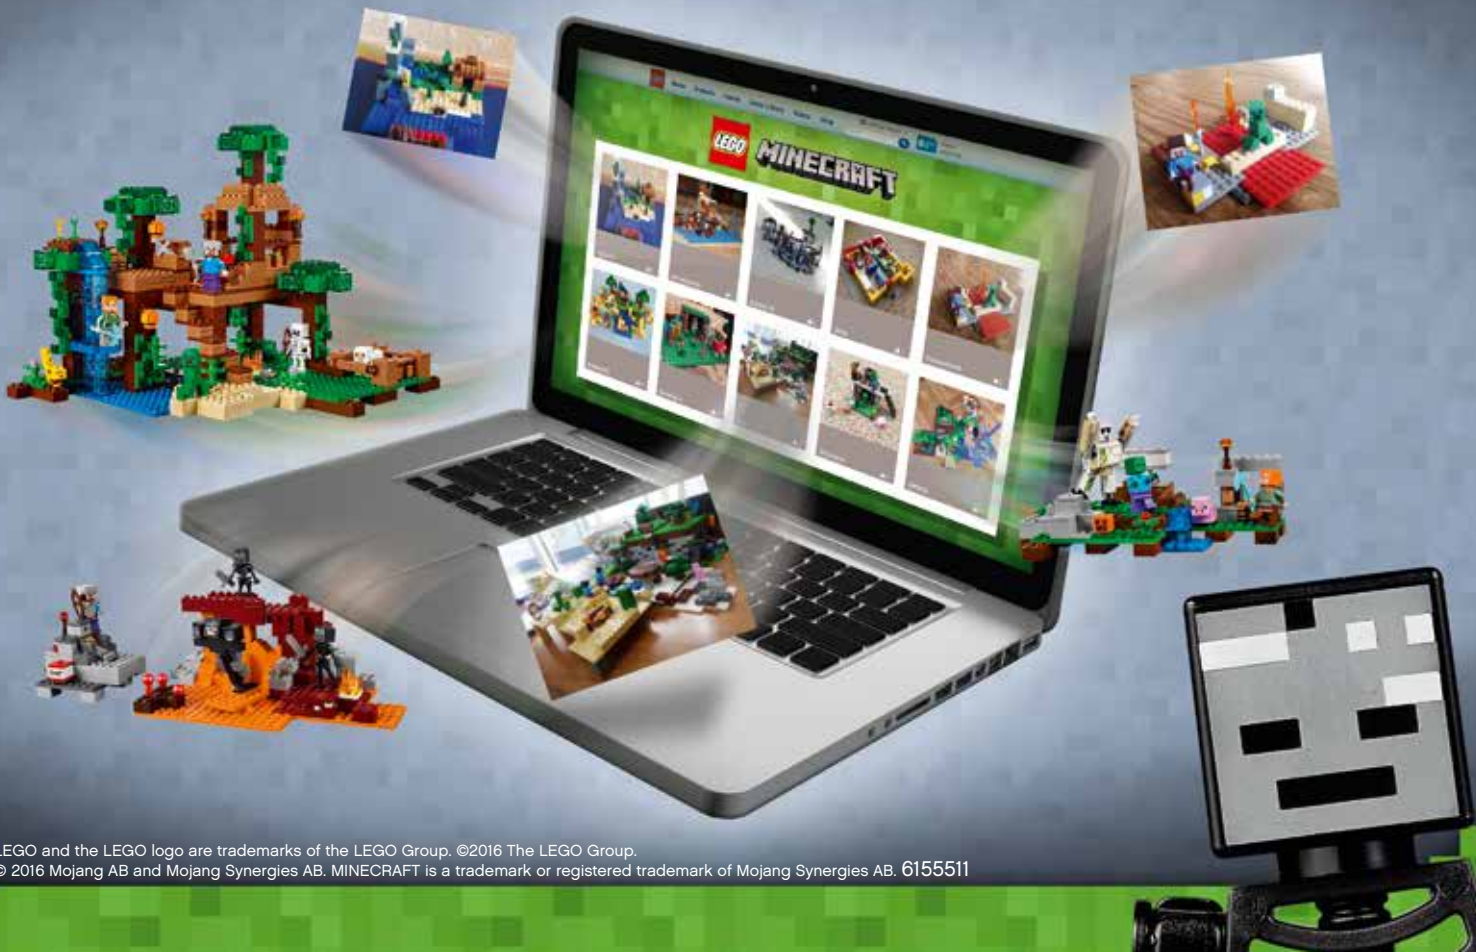 LEGO
MINECRAFT
LEGO and the LEGO logo are trademarks of the LEGO Group. ©2016 The LEGO Group.
© 2016 Mojang AB and Mojang Synergies AB. MINECRAFT is a trademark or registered trademark of Mojang Synergies AB. 6155511